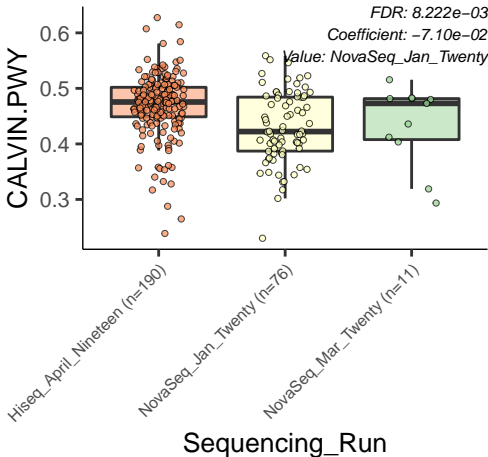 FDR: 8.222e−03
Coefficient: −7.10e−02
Value: NovaSeq_Jan_Twenty
CALVIN.PWY
0.6
0.5
0.4
0.3
Hiseq_April_Nineteen (n=190)
NovaSeq_Jan_Twenty (n=76)
NovaSeq_Mar_Twenty (n=11)
Sequencing_Run